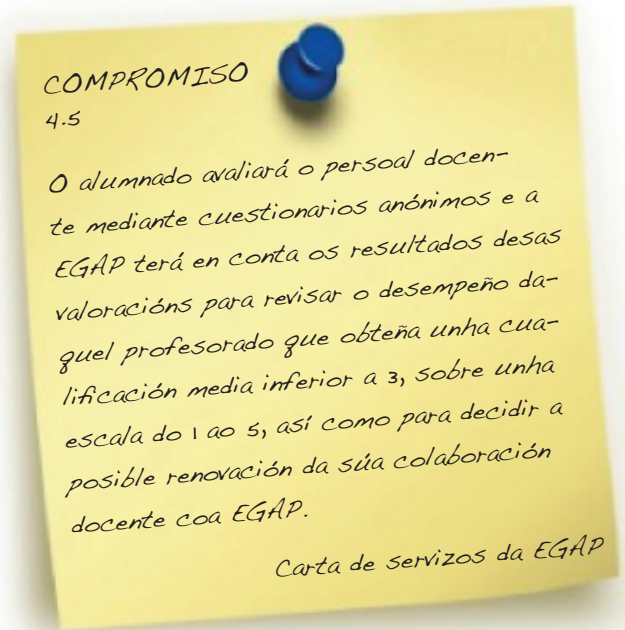 COMPROMISO
4.5
O alumnado avaliará o persoal docen-
te mediante cuestionarios anónimos e a
EGAP terá en conta os resultados desas
valoracións para revisar o desempeño da-
quel profesorado que obteña unha cua-
lificación media inferior a 3, sobre unha
escala do 1 ao 5, así como para decidir a
posible renovación da súa colaboración
docente coa EGAP.
Carta de servizos da EGAP